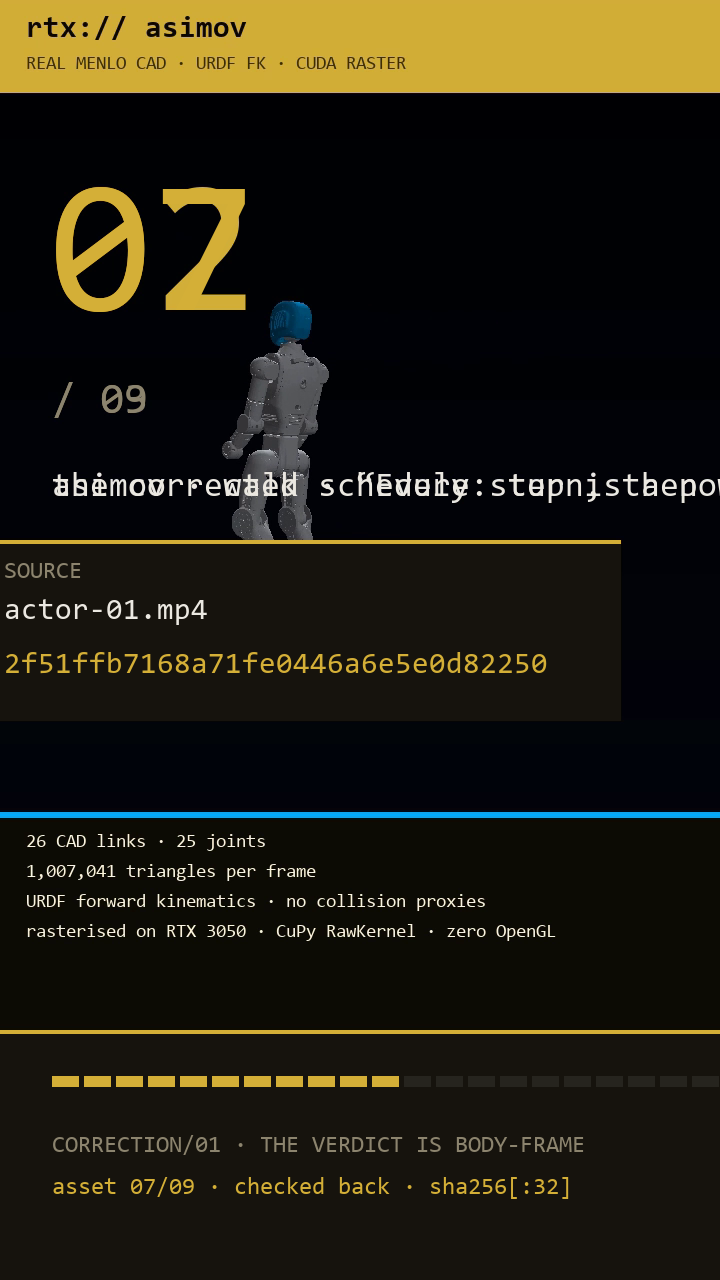 rtx:// asimov
REAL MENLO CAD · URDF FK · CUDA RASTER
/ 09
SOURCE
actor-01.mp4
2f51ffb7168a71fe0446a6e5e0d82250
26 CAD links · 25 joints
1,007,041 triangles per frame
URDF forward kinematics · no collision proxies
rasterised on RTX 3050 · CuPy RawKernel · zero OpenGL
CORRECTION/01 · THE VERDICT IS BODY-FRAME
asset 07/09 · checked back · sha256[:32]